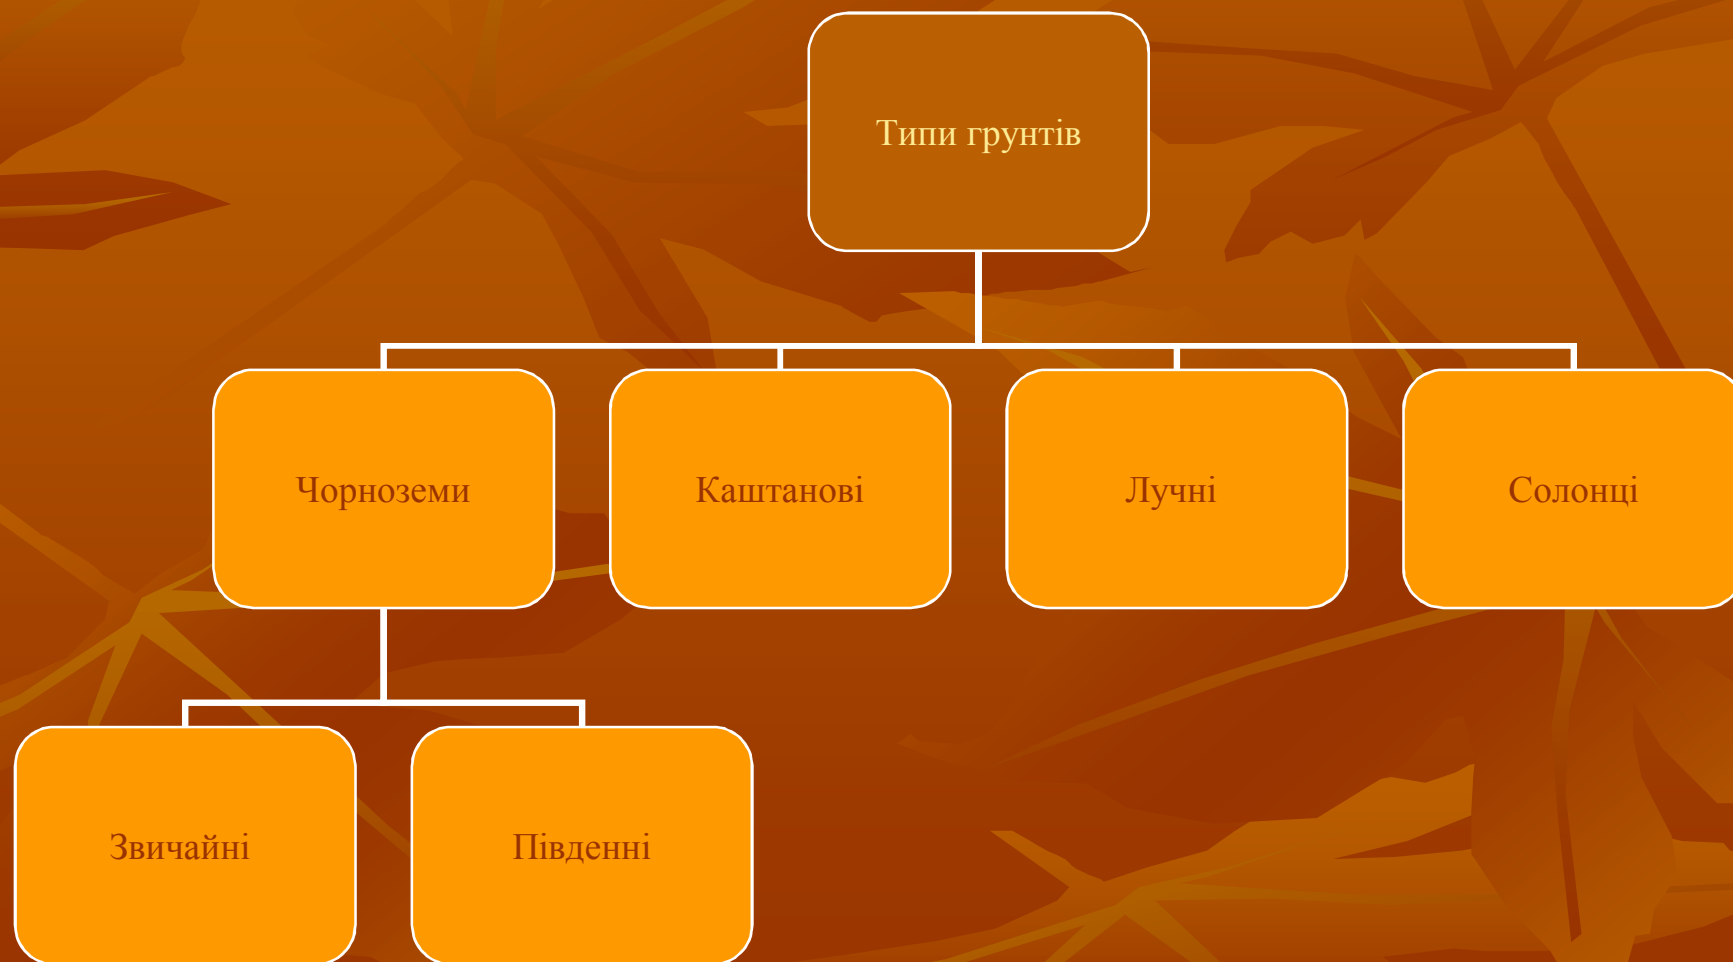 Типи грунтів
Чорноземи
Каштанові
Лучні
Солонці
Звичайні
Південні